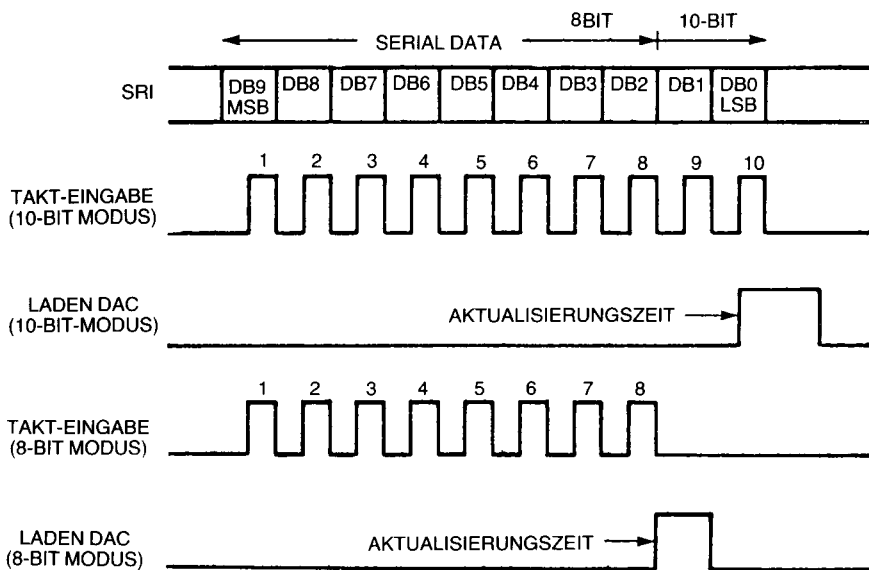 SERIAL DATA 8BIT 10-BIT
SRI DB9 DB8 DB7 DB6 DB5 DB4 DB3 DB2 DB1 DB0
MSB LSB
1 2 3 4 5 6 7 8 9 10
TAKT-EINGABE
(10-BIT MODUS)
LADEN DAC
(10-BIT-MODUS)
AKTUALISIERUNGSZEIT
1 2 3 4 5 6 7 8
TAKT-EINGABE
(8-BIT MODUS)
LADEN DAC
(8-BIT MODUS)
AKTUALISIERUNGSZEIT